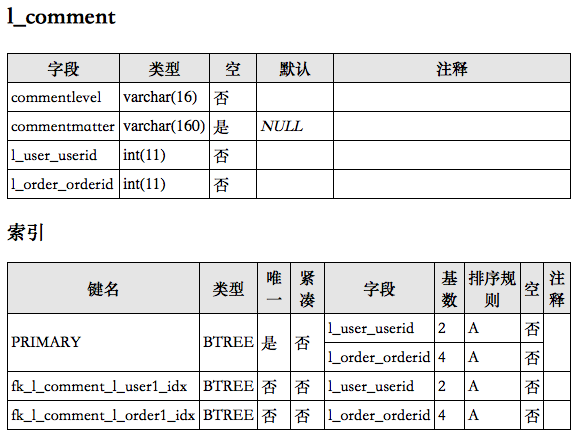 l_comment
字段 类型 空 默认 注释
commentlevel varchar(16) 否
commentmatter varchar(160) 是 NULL
l_user_userid int(11) 否
l_order_orderid int(11) 否
索引
键名 类型 唯一 紧凑 字段 基数 排序规则 空 注释
PRIMARY BTREE 是 否 l_user_userid 2 A 否
l_order_orderid 4 A 否
fk_l_comment_l_user1_idx BTREE 否 否 l_user_userid 2 A 否
fk_l_comment_l_order1_idx BTREE 否 否 l_order_orderid 4 A 否